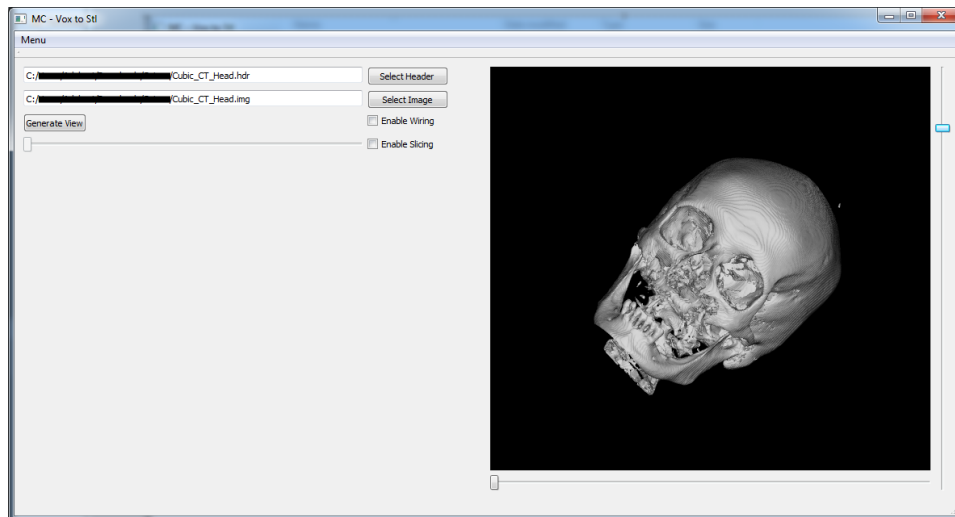 MC - Vox to Stl
Menu
C:/ /Cubic_CT_Head.hdr
Select Header
C:/ /Cubic_CT_Head.img
Select Image
Generate View
Enable Wiring
Enable Slicing